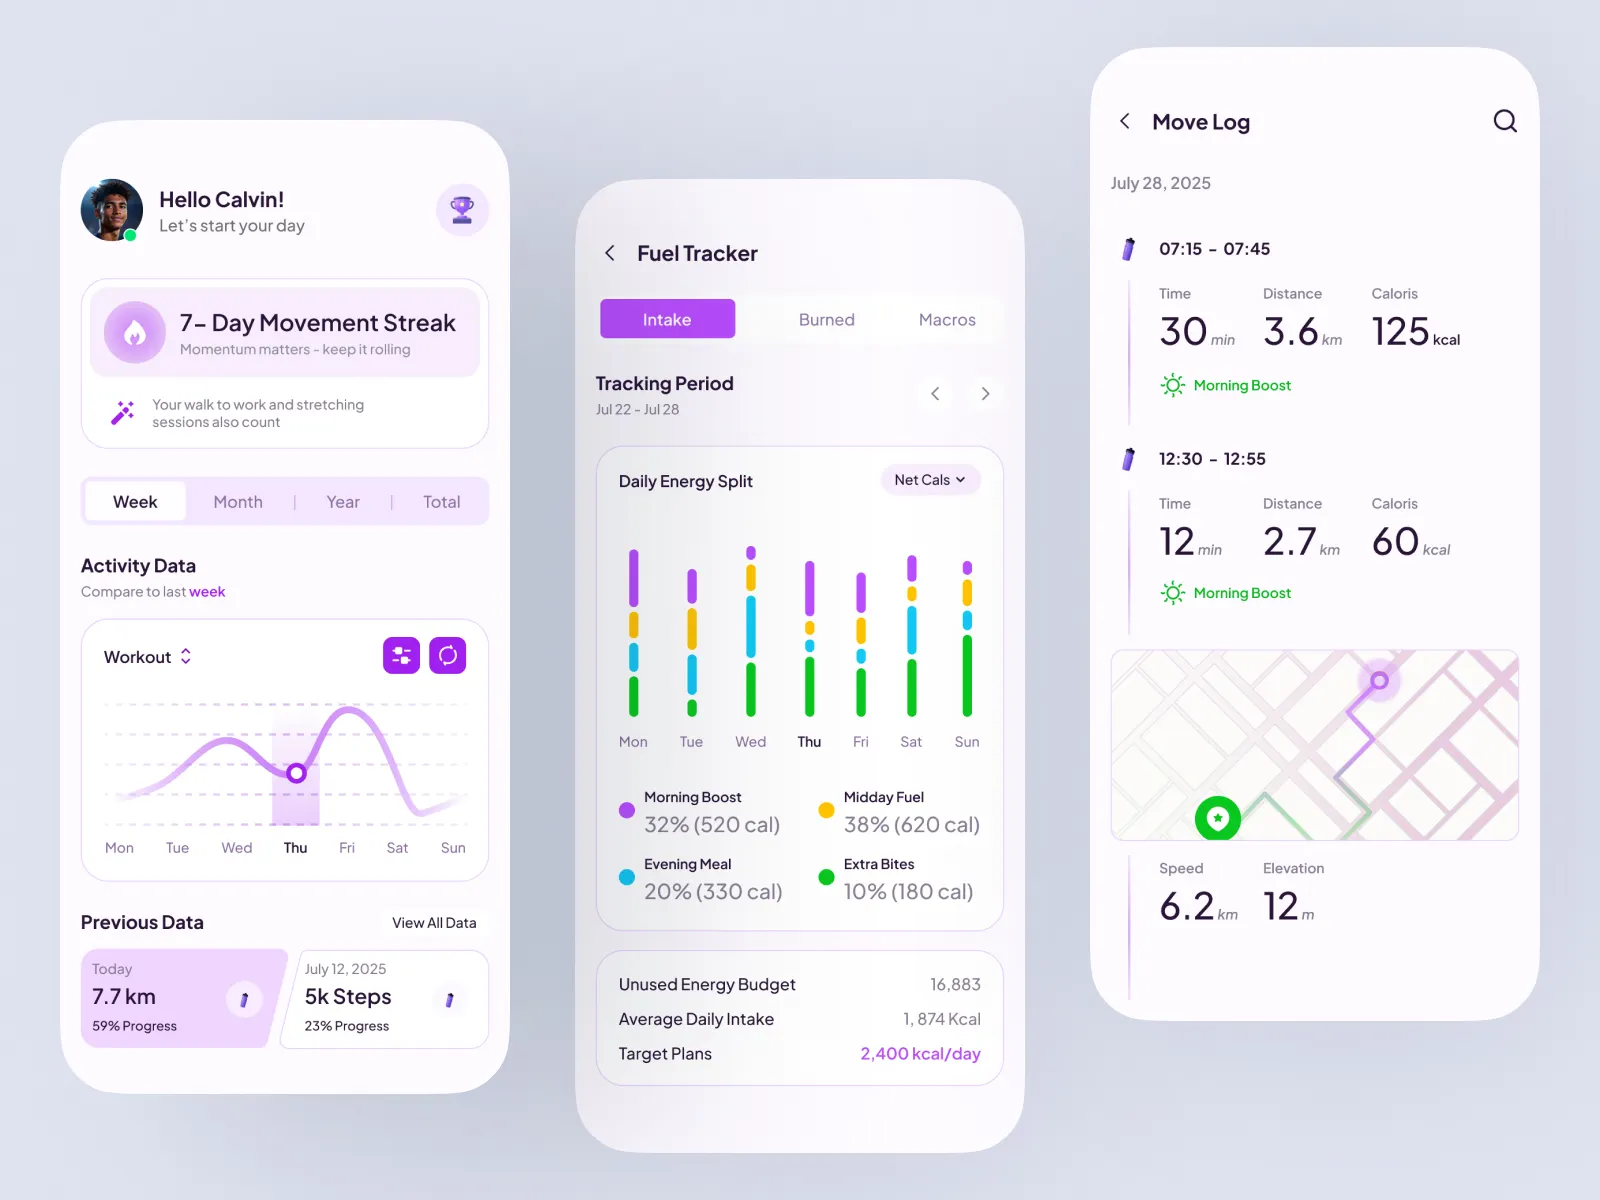 Hello Calvin!
Let's start your day
7– Day Movement Streak
Momentum matters - keep it rolling
Your walk to work and stretching
sessions also count
Week Month | Year | Total
Activity Data
Compare to last week
Workout
Mon Tue Wed Thu Fri Sat Sun
Previous Data View All Data
Today
7.7 km
59% Progress
July 12, 2025
5k Steps
23% Progress
Fuel Tracker
Intake Burned Macros
Tracking Period
Jul 22 - Jul 28
Daily Energy Split Net Cals
Mon Tue Wed Thu Fri Sat Sun
Morning Boost
32% (520 cal)
Midday Fuel
38% (620 cal)
Evening Meal
20% (330 cal)
Extra Bites
10% (180 cal)
Unused Energy Budget 16,883
Average Daily Intake 1, 874 Kcal
Target Plans 2,400 kcal/day
Move Log
July 28, 2025
07:15 - 07:45
Time Distance Caloris
30 min 3.6 km 125 kcal
Morning Boost
12:30 - 12:55
Time Distance Caloris
12 min 2.7 km 60 kcal
Morning Boost
Speed Elevation
6.2 km 12 m